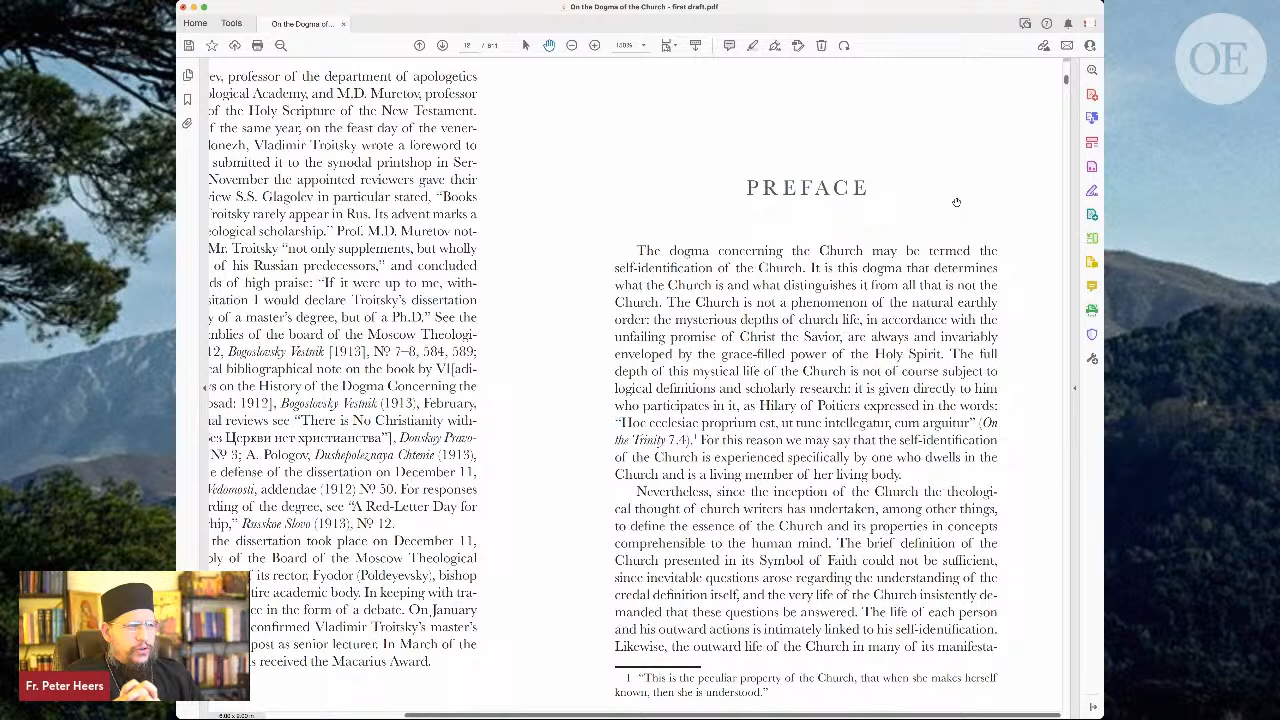 On the Dogma of the Church - first draft.pdf
Home Tools On the Dogma of... ×
12 / 911 150%
OE
ev, professor of the department of apologetics
ological Academy, and M.D. Muretov, professor
of the Holy Scripture of the New Testament.
f the same year, on the feast day of the vener-
onezh, Vladimir Troitsky wrote a foreword to
submitted it to the synodal printshop in Ser-
November the appointed reviewers gave their
view S.S. Glagolev in particular stated, “Books
roitsky rarely appear in Rus. Its advent marks a
eological scholarship.” Prof. M.D. Muretov not-
Mr. Troitsky “not only supplements, but wholly
of his Russian predecessors,” and concluded
ds of high praise: “If it were up to me, with-
sitation I would declare Troitsky's dissertation
y of a master's degree, but of a Ph.D.” See the
mblies of the board of the Moscow Theologi-
12, Bogoslavsky Vestnik [1913], № 7–8, 584, 589;
cal bibliographical note on the book by V[ladi-
ys on the History of the Dogma Concerning the
osad: 1912], Bogoslavsky Vestnik (1913), February,
nal reviews see “There is No Christianity with-
ез Церкви нет христианства”], Donskoy Pravo-
№ 3; A. Pologov, Dushepoleznaya Chtenie (1913),
e defense of the dissertation on December 11,
Vedomosti, addendae (1912) № 50. For responses
rding of the degree, see “A Red-Letter Day for
hip,” Russkoe Slovo (1913), № 12.
the dissertation took place on December 11,
ply of the Board of the Moscow Theological
f its rector, Fyodor (Poldeyevsky), bishop
tire academic body. In keeping with tra-
ce in the form of a debate. On January
confirmed Vladimir Troitsky's master's
post as senior lecturer. In March of the
s received the Macarius Award.
PREFACE
The dogma concerning the Church may be termed the
self-identification of the Church. It is this dogma that determines
what the Church is and what distinguishes it from all that is not the
Church. The Church is not a phenomenon of the natural earthly
order: the mysterious depths of church life, in accordance with the
unfailing promise of Christ the Savior, are always and invariably
enveloped by the grace-filled power of the Holy Spirit. The full
depth of this mystical life of the Church is not of course subject to
logical definitions and scholarly research: it is given directly to him
who participates in it, as Hilary of Poitiers expressed in the words:
“Hoc ecclesiae proprium est, ut tunc intellegatur, cum arguitur” (On
the Trinity 7.4).¹ For this reason we may say that the self-identification
of the Church is experienced specifically by one who dwells in the
Church and is a living member of her living body.
Nevertheless, since the inception of the Church the theologi-
cal thought of church writers has undertaken, among other things,
to define the essence of the Church and its properties in concepts
comprehensible to the human mind. The brief definition of the
Church presented in its Symbol of Faith could not be sufficient,
since inevitable questions arose regarding the understanding of the
credal definition itself, and the very life of the Church insistently de-
manded that these questions be answered. The life of each person
and his outward actions is intimately linked to his self-identification.
Likewise, the outward life of the Church in many of its manifesta-
1 “This is the peculiar property of the Church, that when she makes herself
known, then she is understood.”
Fr. Peter Heers